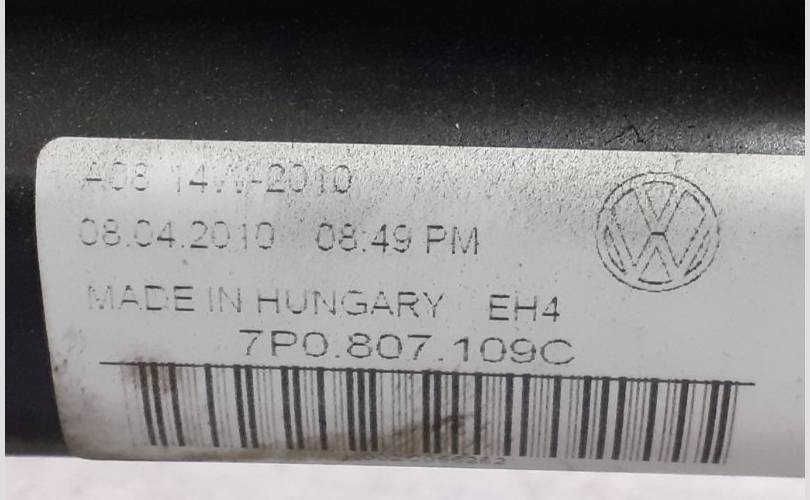 A08 14W-2010
08.04.2010 08:49 PM
MADE IN HUNGARY EH4
7P0.807.109C